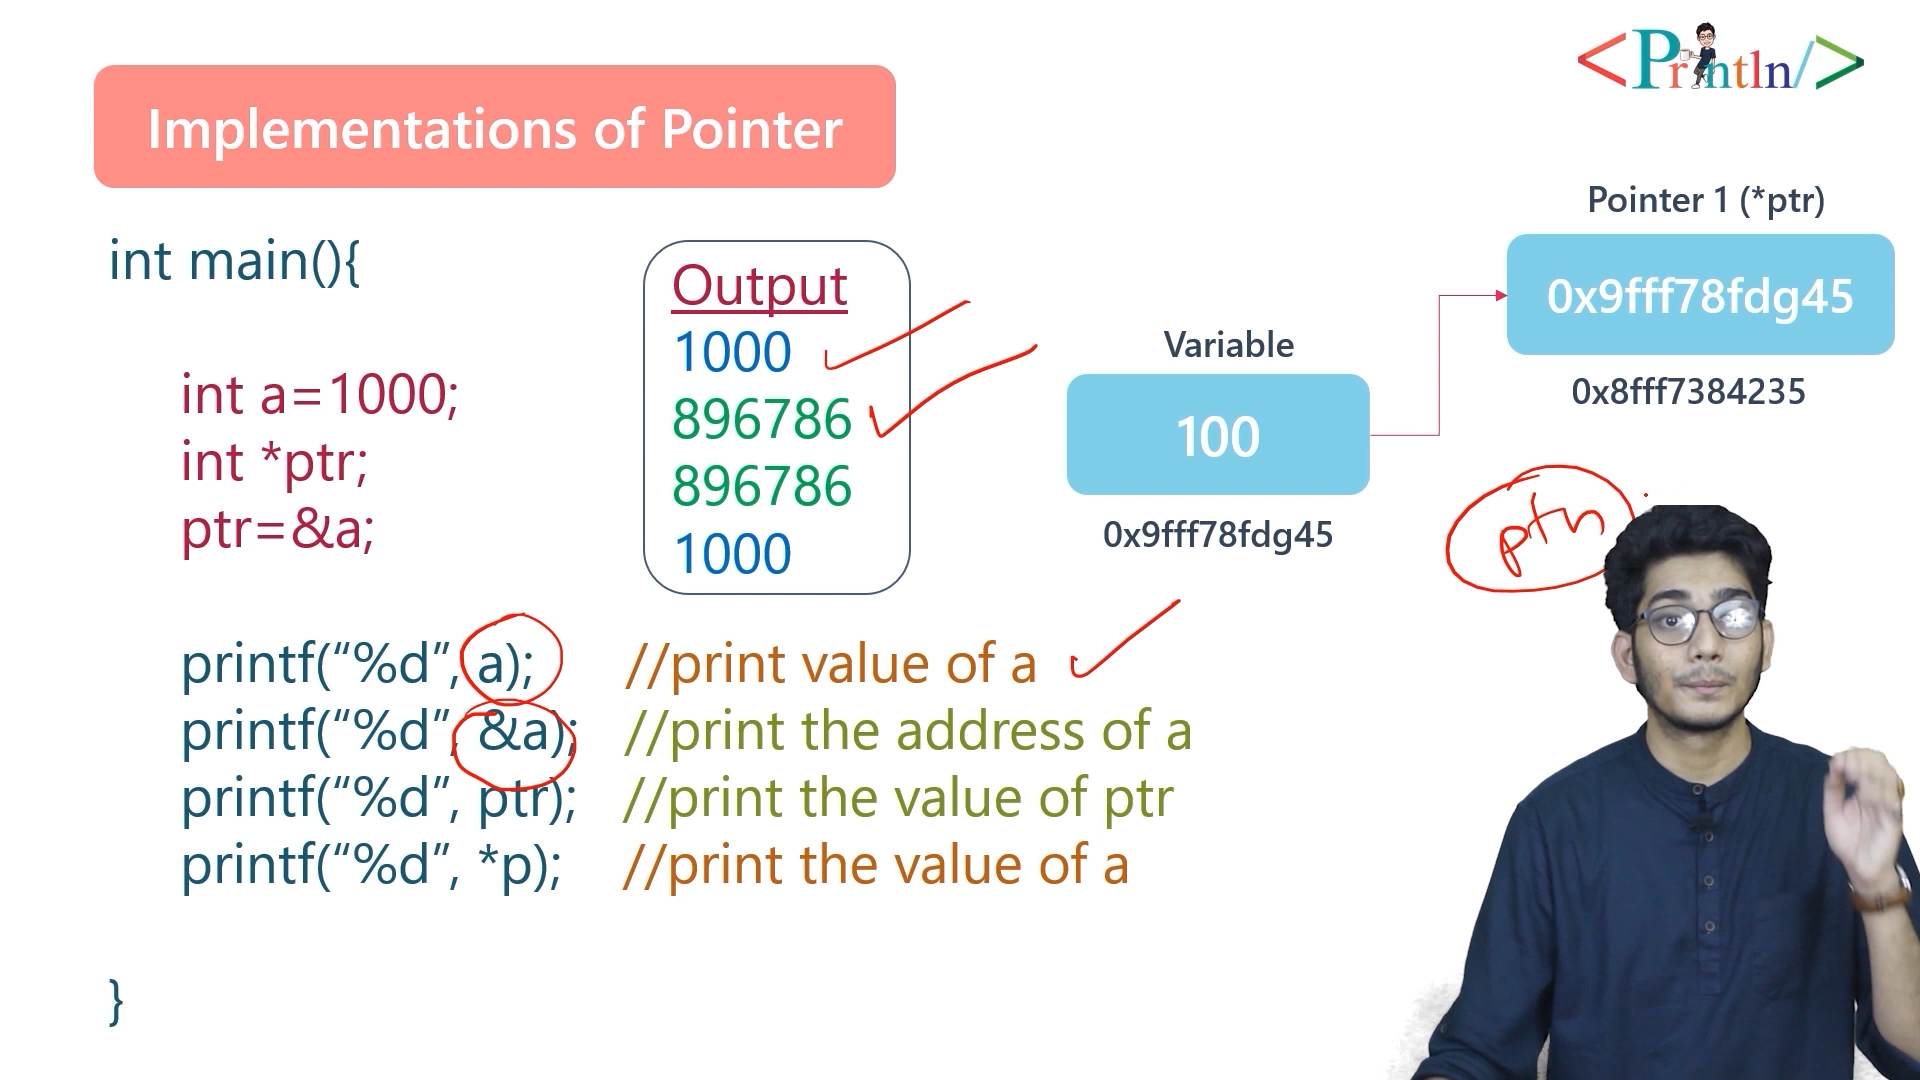 <Println/>
Implementations of Pointer
int main(){
int a=1000;
int *ptr;
ptr=&a;
printf(“%d”, a); //print value of a
printf(“%d”, &a); //print the address of a
printf(“%d”, ptr); //print the value of ptr
printf(“%d”, *p); //print the value of a
}
Output
1000
896786
896786
1000
Variable
100
0x9fff78fdg45
Pointer 1 (*ptr)
0x9fff78fdg45
0x8fff7384235
ptr